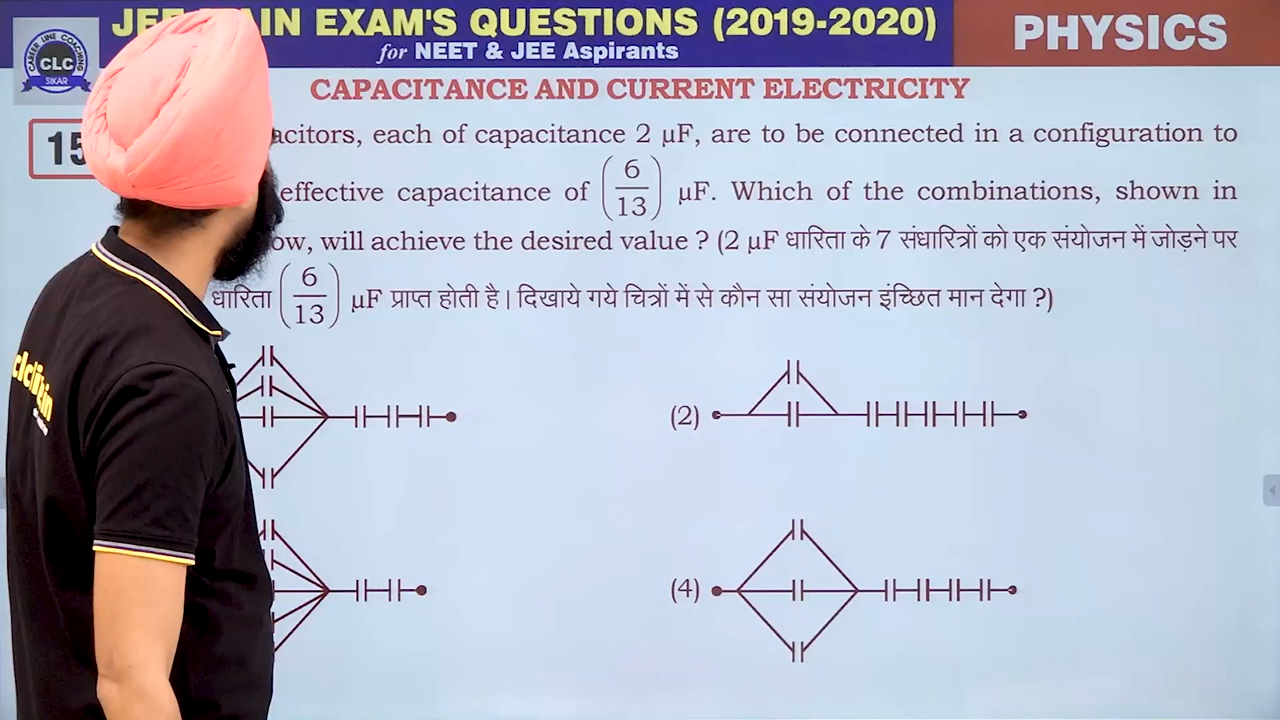 JEE MAIN EXAM'S QUESTIONS (2019-2020)
for NEET & JEE Aspirants
PHYSICS
CAREER LINE COACHING
CLC
SIKAR
CAPACITANCE AND CURRENT ELECTRICITY
15
acitors, each of capacitance 2 µF, are to be connected in a configuration to
effective capacitance of (6/13) µF. Which of the combinations, shown in
ow, will achieve the desired value ? (2 µF धारिता के 7 संधारित्रों को एक संयोजन में जोड़ने पर
धारिता (6/13) µF प्राप्त होती है। दिखाये गये चित्रों में से कौन सा संयोजन इंच्छित मान देगा ?)
(2)
(4)